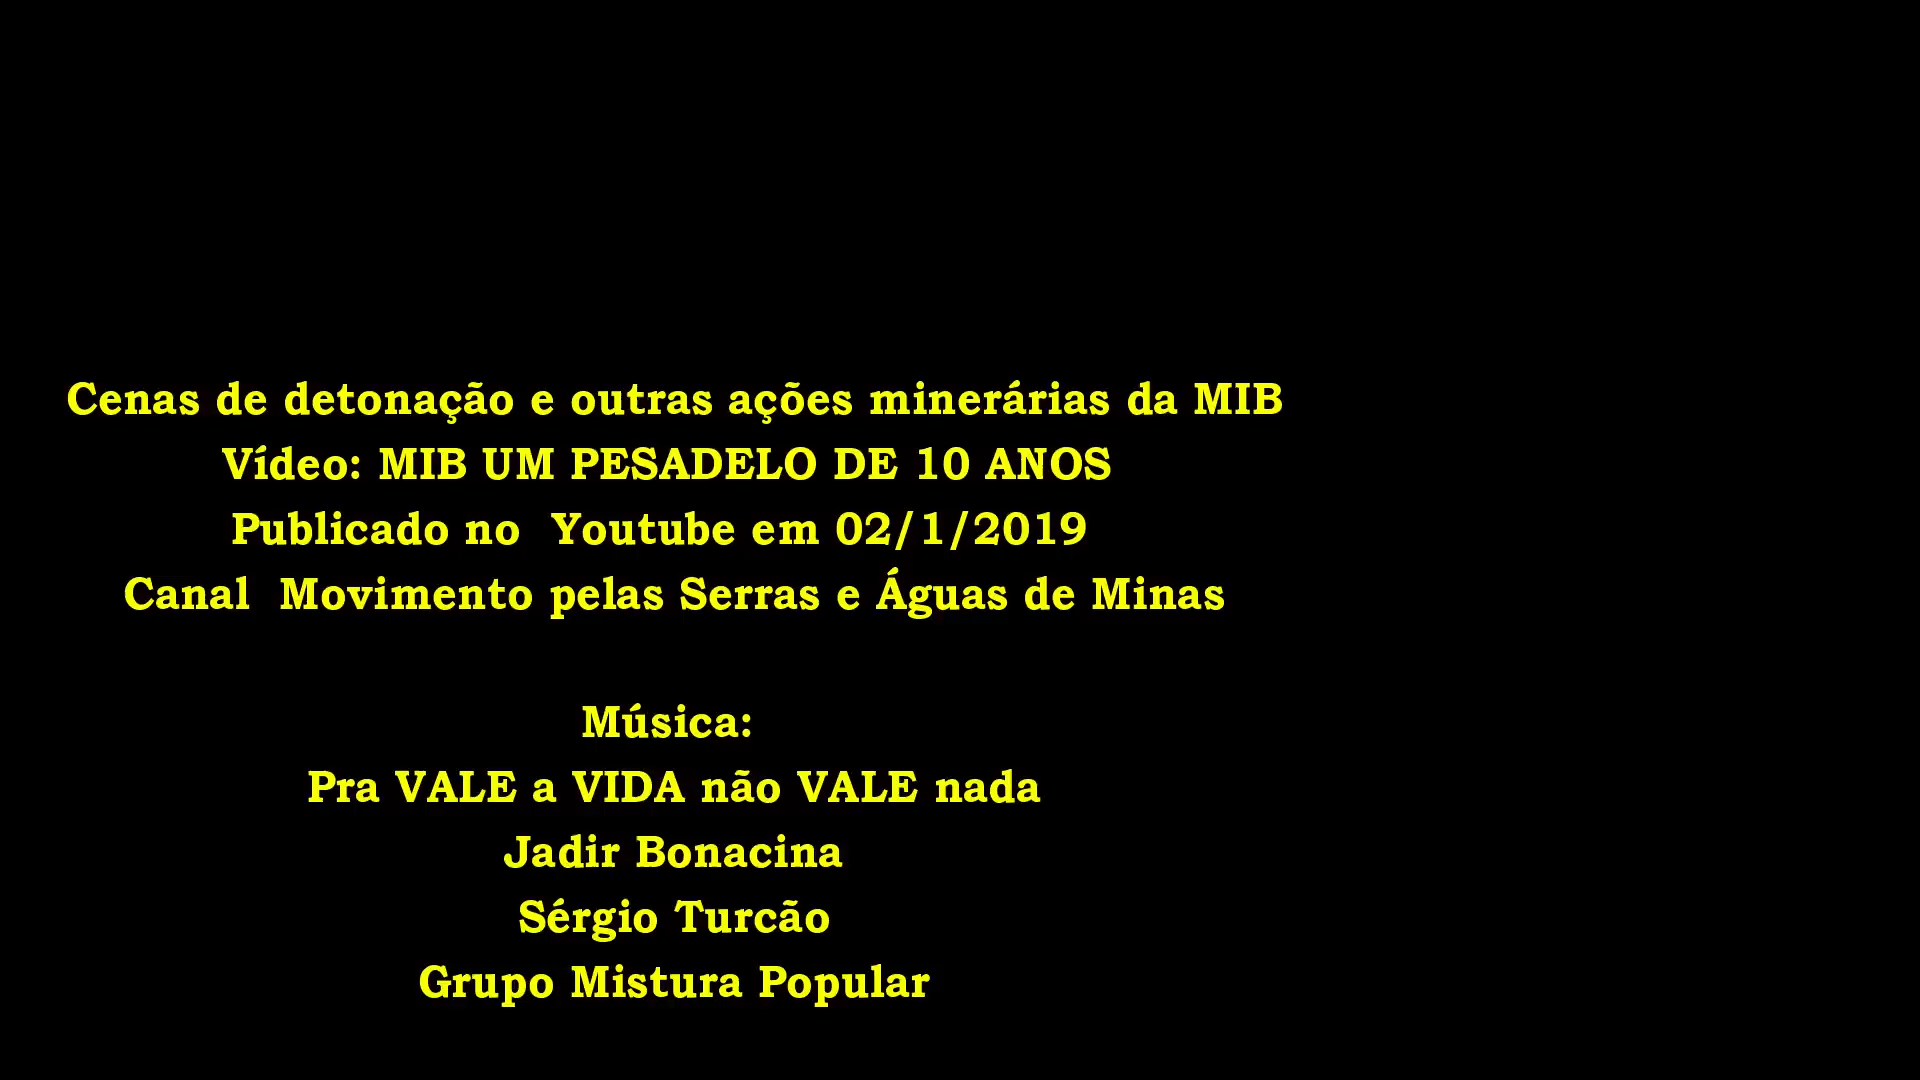 Cenas de detonação e outras ações minerárias da MIB
Vídeo: MIB UM PESADELO DE 10 ANOS
Publicado no  Youtube em 02/1/2019
Canal  Movimento pelas Serras e Águas de Minas
Música:
Pra VALE a VIDA não VALE nada
Jadir Bonacina
Sérgio Turcão
Grupo Mistura Popular